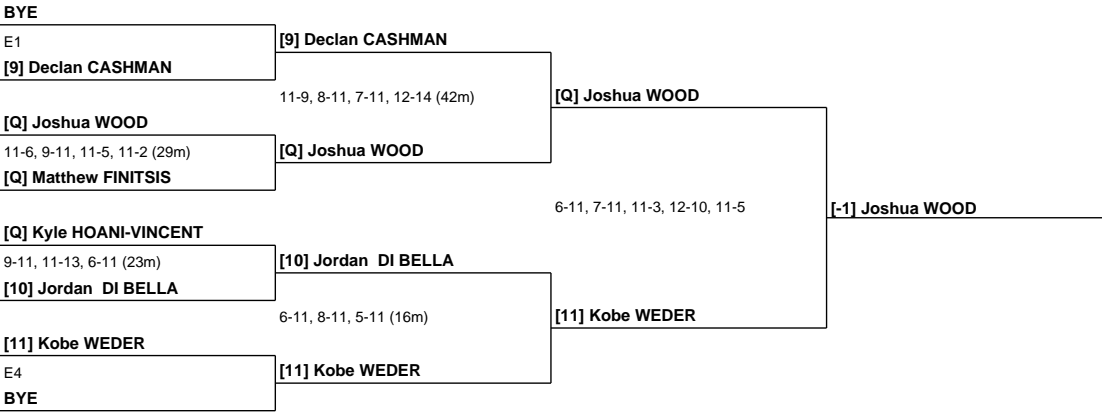 BYE
E1
[9] Declan CASHMAN
[9] Declan CASHMAN
11-9, 8-11, 7-11, 12-14 (42m)
[Q] Joshua WOOD
[Q] Joshua WOOD
11-6, 9-11, 11-5, 11-2 (29m)
[Q] Joshua WOOD
[Q] Matthew FINITSIS
6-11, 7-11, 11-3, 12-10, 11-5
[-1] Joshua WOOD
[Q] Kyle HOANI-VINCENT
9-11, 11-13, 6-11 (23m)
[10] Jordan  DI BELLA
[10] Jordan  DI BELLA
6-11, 8-11, 5-11 (16m)
[11] Kobe WEDER
[11] Kobe WEDER
E4
[11] Kobe WEDER
BYE